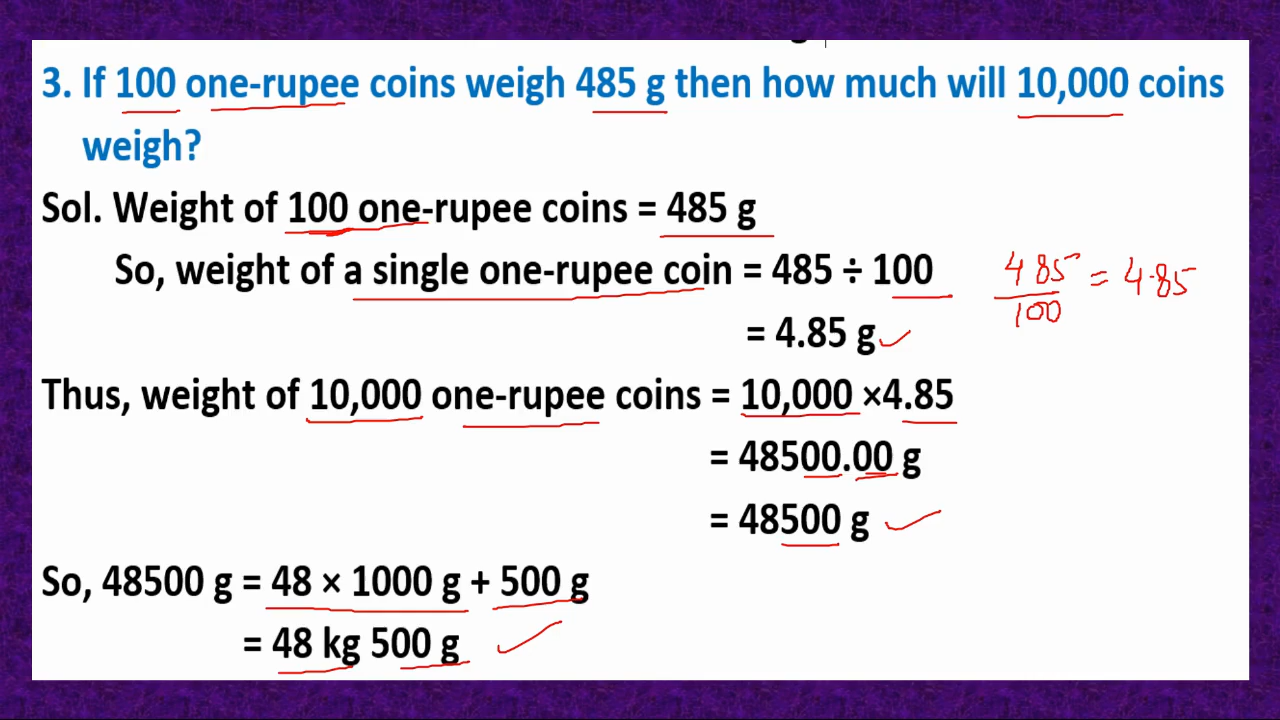 3. If 100 one-rupee coins weigh 485 g then how much will 10,000 coins
weigh?
Sol. Weight of 100 one-rupee coins = 485 g
So, weight of a single one-rupee coin = 485 ÷ 100
485
100
= 4.85
= 4.85 g
Thus, weight of 10,000 one-rupee coins = 10,000 ×4.85
= 48500.00 g
= 48500 g
So, 48500 g = 48 × 1000 g + 500 g
= 48 kg 500 g